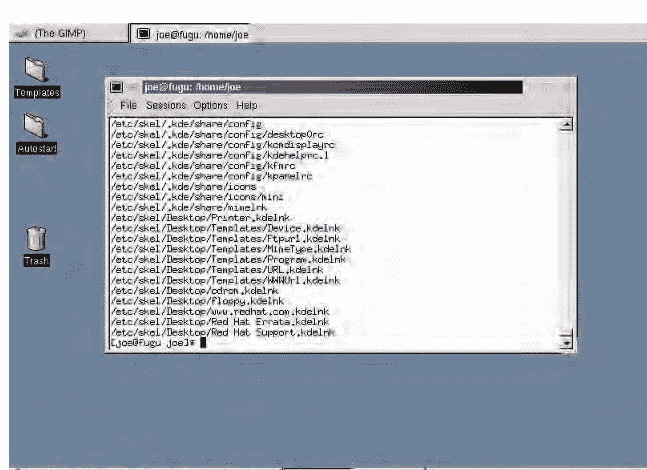 (The GIMP)
joe@fugu: /home/joe
Templates
Autostart
Trash
joe@fugu: /home/joe
File Sessions Options Help
/etc/skel/.kde/share/config
/etc/skel/.kde/share/config/desktop0rc
/etc/skel/.kde/share/config/kcmdisplayrc
/etc/skel/.kde/share/config/kdehelprc.1
/etc/skel/.kde/share/config/kfmrc
/etc/skel/.kde/share/config/kpanelrc
/etc/skel/.kde/share/icons
/etc/skel/.kde/share/icons/mini
/etc/skel/.kde/share/mimelnk
/etc/skel/Desktop/Printer.kdelnk
/etc/skel/Desktop/Templates/Device.kdelnk
/etc/skel/Desktop/Templates/Ftpurl.kdelnk
/etc/skel/Desktop/Templates/MimeType.kdelnk
/etc/skel/Desktop/Templates/Program.kdelnk
/etc/skel/Desktop/Templates/URL.kdelnk
/etc/skel/Desktop/Templates/WWWUrl.kdelnk
/etc/skel/Desktop/cdrom.kdelnk
/etc/skel/Desktop/floppy.kdelnk
/etc/skel/Desktop/www.redhat.com.kdelnk
/etc/skel/Desktop/Red Hat Errata.kdelnk
/etc/skel/Desktop/Red Hat Support.kdelnk
[joe@fugu joe]$